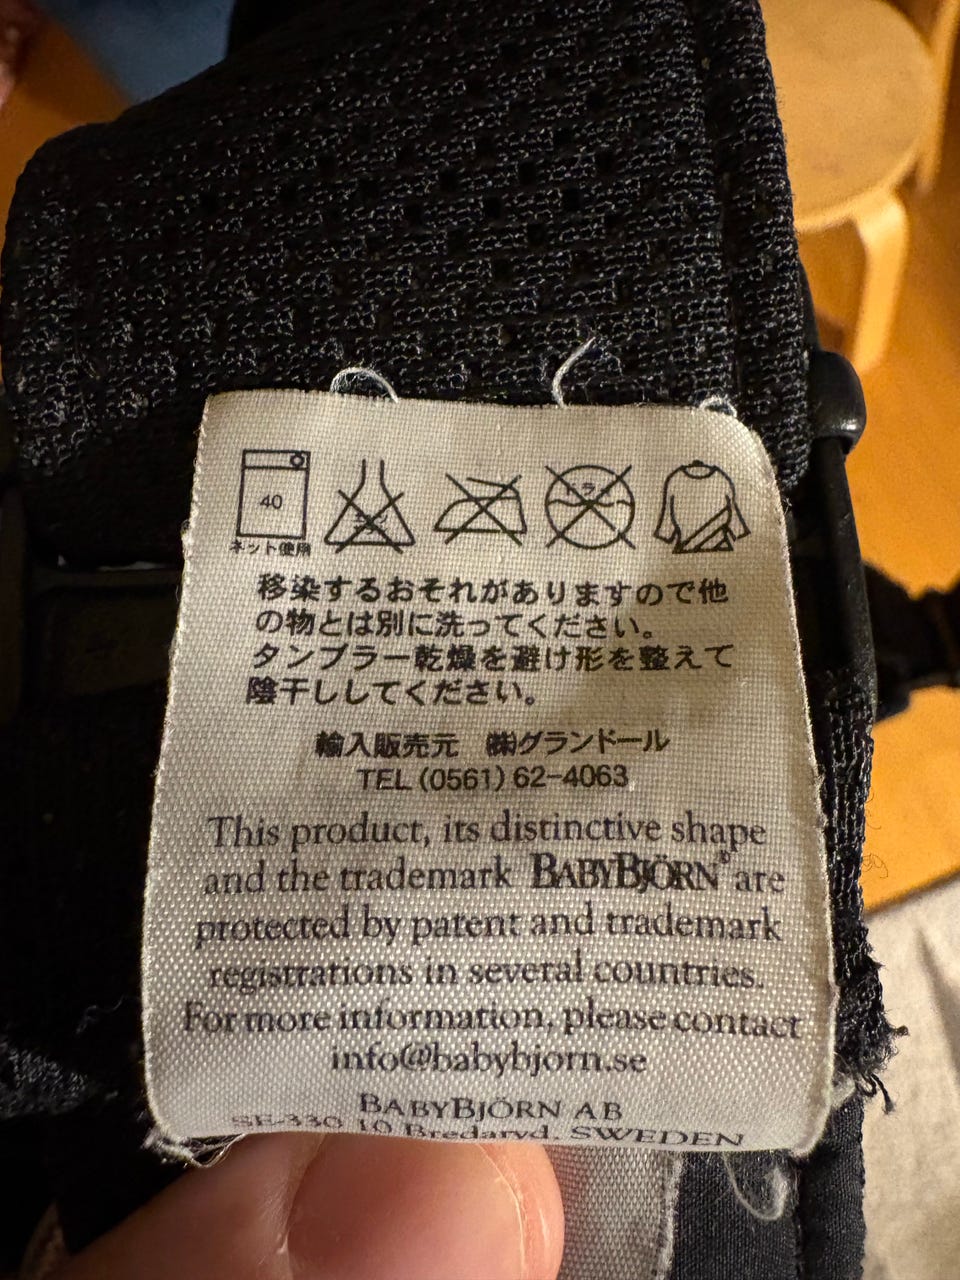 40
ネット使用
移染するおそれがありますので他
の物とは別に洗ってください。
タンブラー乾燥を避け形を整えて
陰干ししてください。
輸入販売元 ㈱グランドール
TEL (0561) 62-4063
This product, its distinctive shape
and the trademark BABYBJÖRN® are
protected by patent and trademark
registrations in several countries.
For more information, please contact
info@babybjorn.se
BABYBJÖRN AB
SE-330 10 Bredaryd, SWEDEN